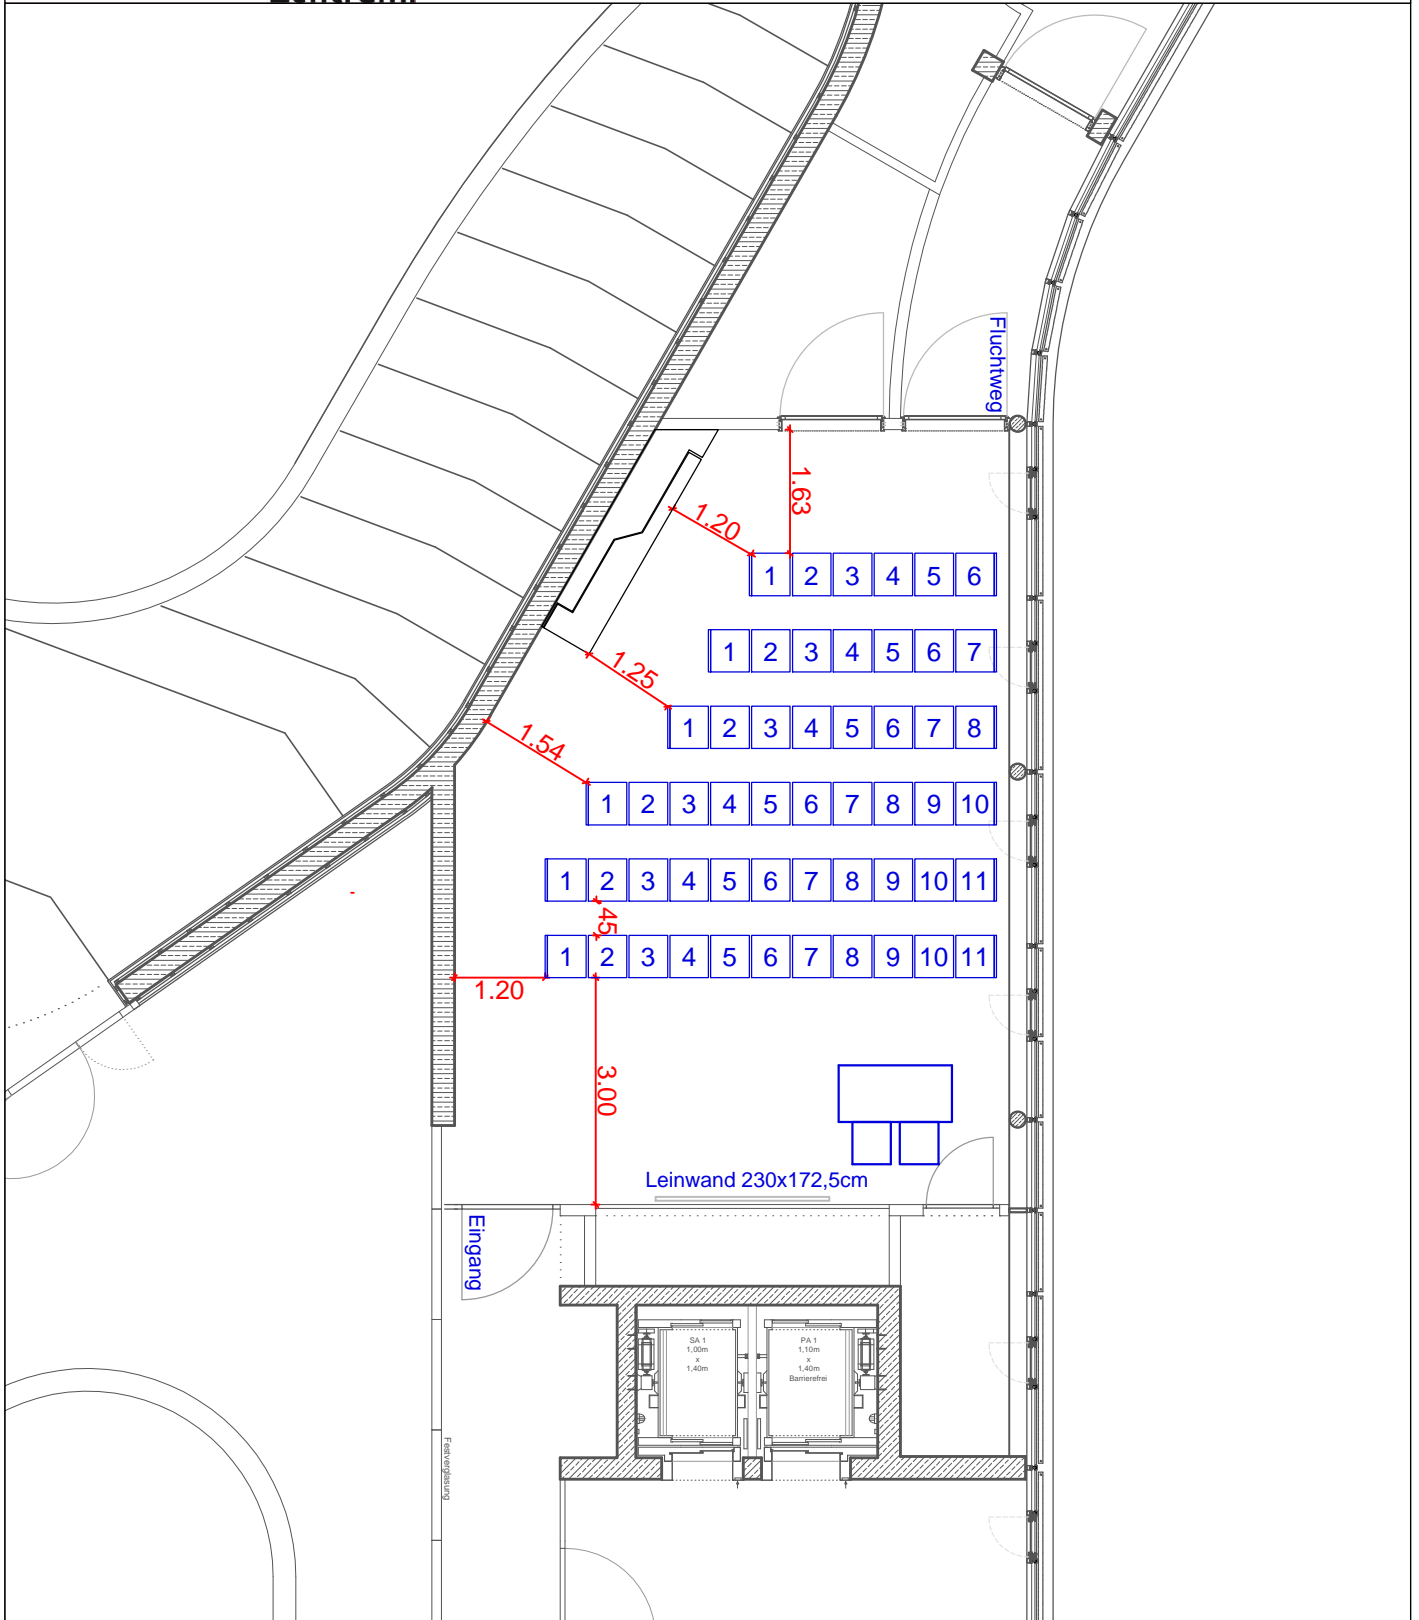 Fluchtweg
1.63
1.20
1 2 3 4 5 6
1 2 3 4 5 6 7
1.25
1 2 3 4 5 6 7 8
1.54
1 2 3 4 5 6 7 8 9 10
1 2 3 4 5 6 7 8 9 10 11
45
1 2 3 4 5 6 7 8 9 10 11
1.20
3.00
Leinwand 230x172,5cm
Eingang
SA 1
1,00m
x
1,40m
PA 1
1,10m
x
1,40m
Barrierefrei
Festverglasung